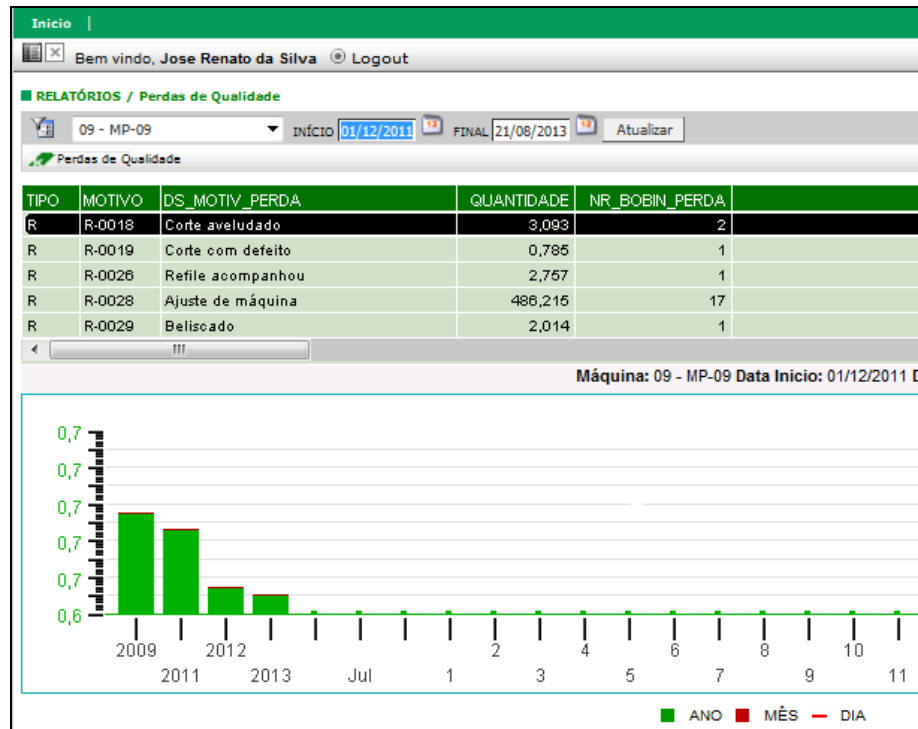 Inicio |
Bem vindo, Jose Renato da Silva Logout
RELATÓRIOS / Perdas de Qualidade
09 - MP-09 INÍCIO 01/12/2011 12 FINAL 21/08/2013 12 Atualizar
Perdas de Qualidade
TIPO MOTIVO DS_MOTIV_PERDA QUANTIDADE NR_BOBIN_PERDA
R R-0018 Corte aveludado 3,093 2
R R-0019 Corte com defeito 0,785 1
R R-0026 Refile acompanhou 2,757 1
R R-0028 Ajuste de máquina 486,215 17
R R-0029 Beliscado 2,014 1
Máquina: 09 - MP-09 Data Inicio: 01/12/2011 D
0,7
0,7
0,7
0,7
0,7
0,6
2009 2012 2 4 6 8 10
2011 2013 Jul 1 3 5 7 9 11
ANO MÊS DIA